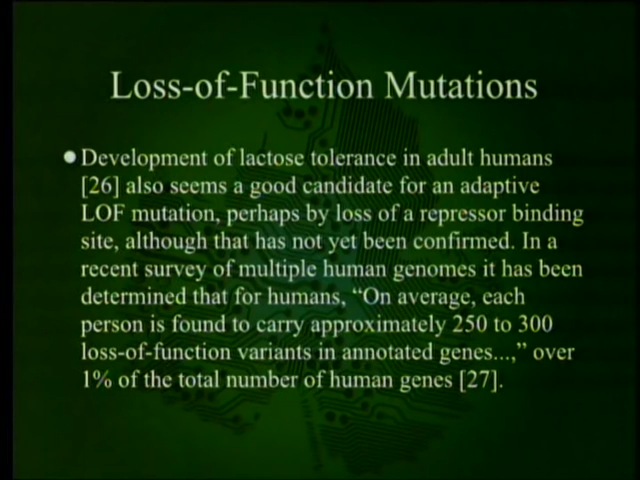 Loss-of-Function Mutations
Development of lactose tolerance in adult humans
[26] also seems a good candidate for an adaptive
LOF mutation, perhaps by loss of a repressor binding
site, although that has not yet been confirmed. In a
recent survey of multiple human genomes it has been
determined that for humans, “On average, each
person is found to carry approximately 250 to 300
loss-of-function variants in annotated genes...,” over
1% of the total number of human genes [27].